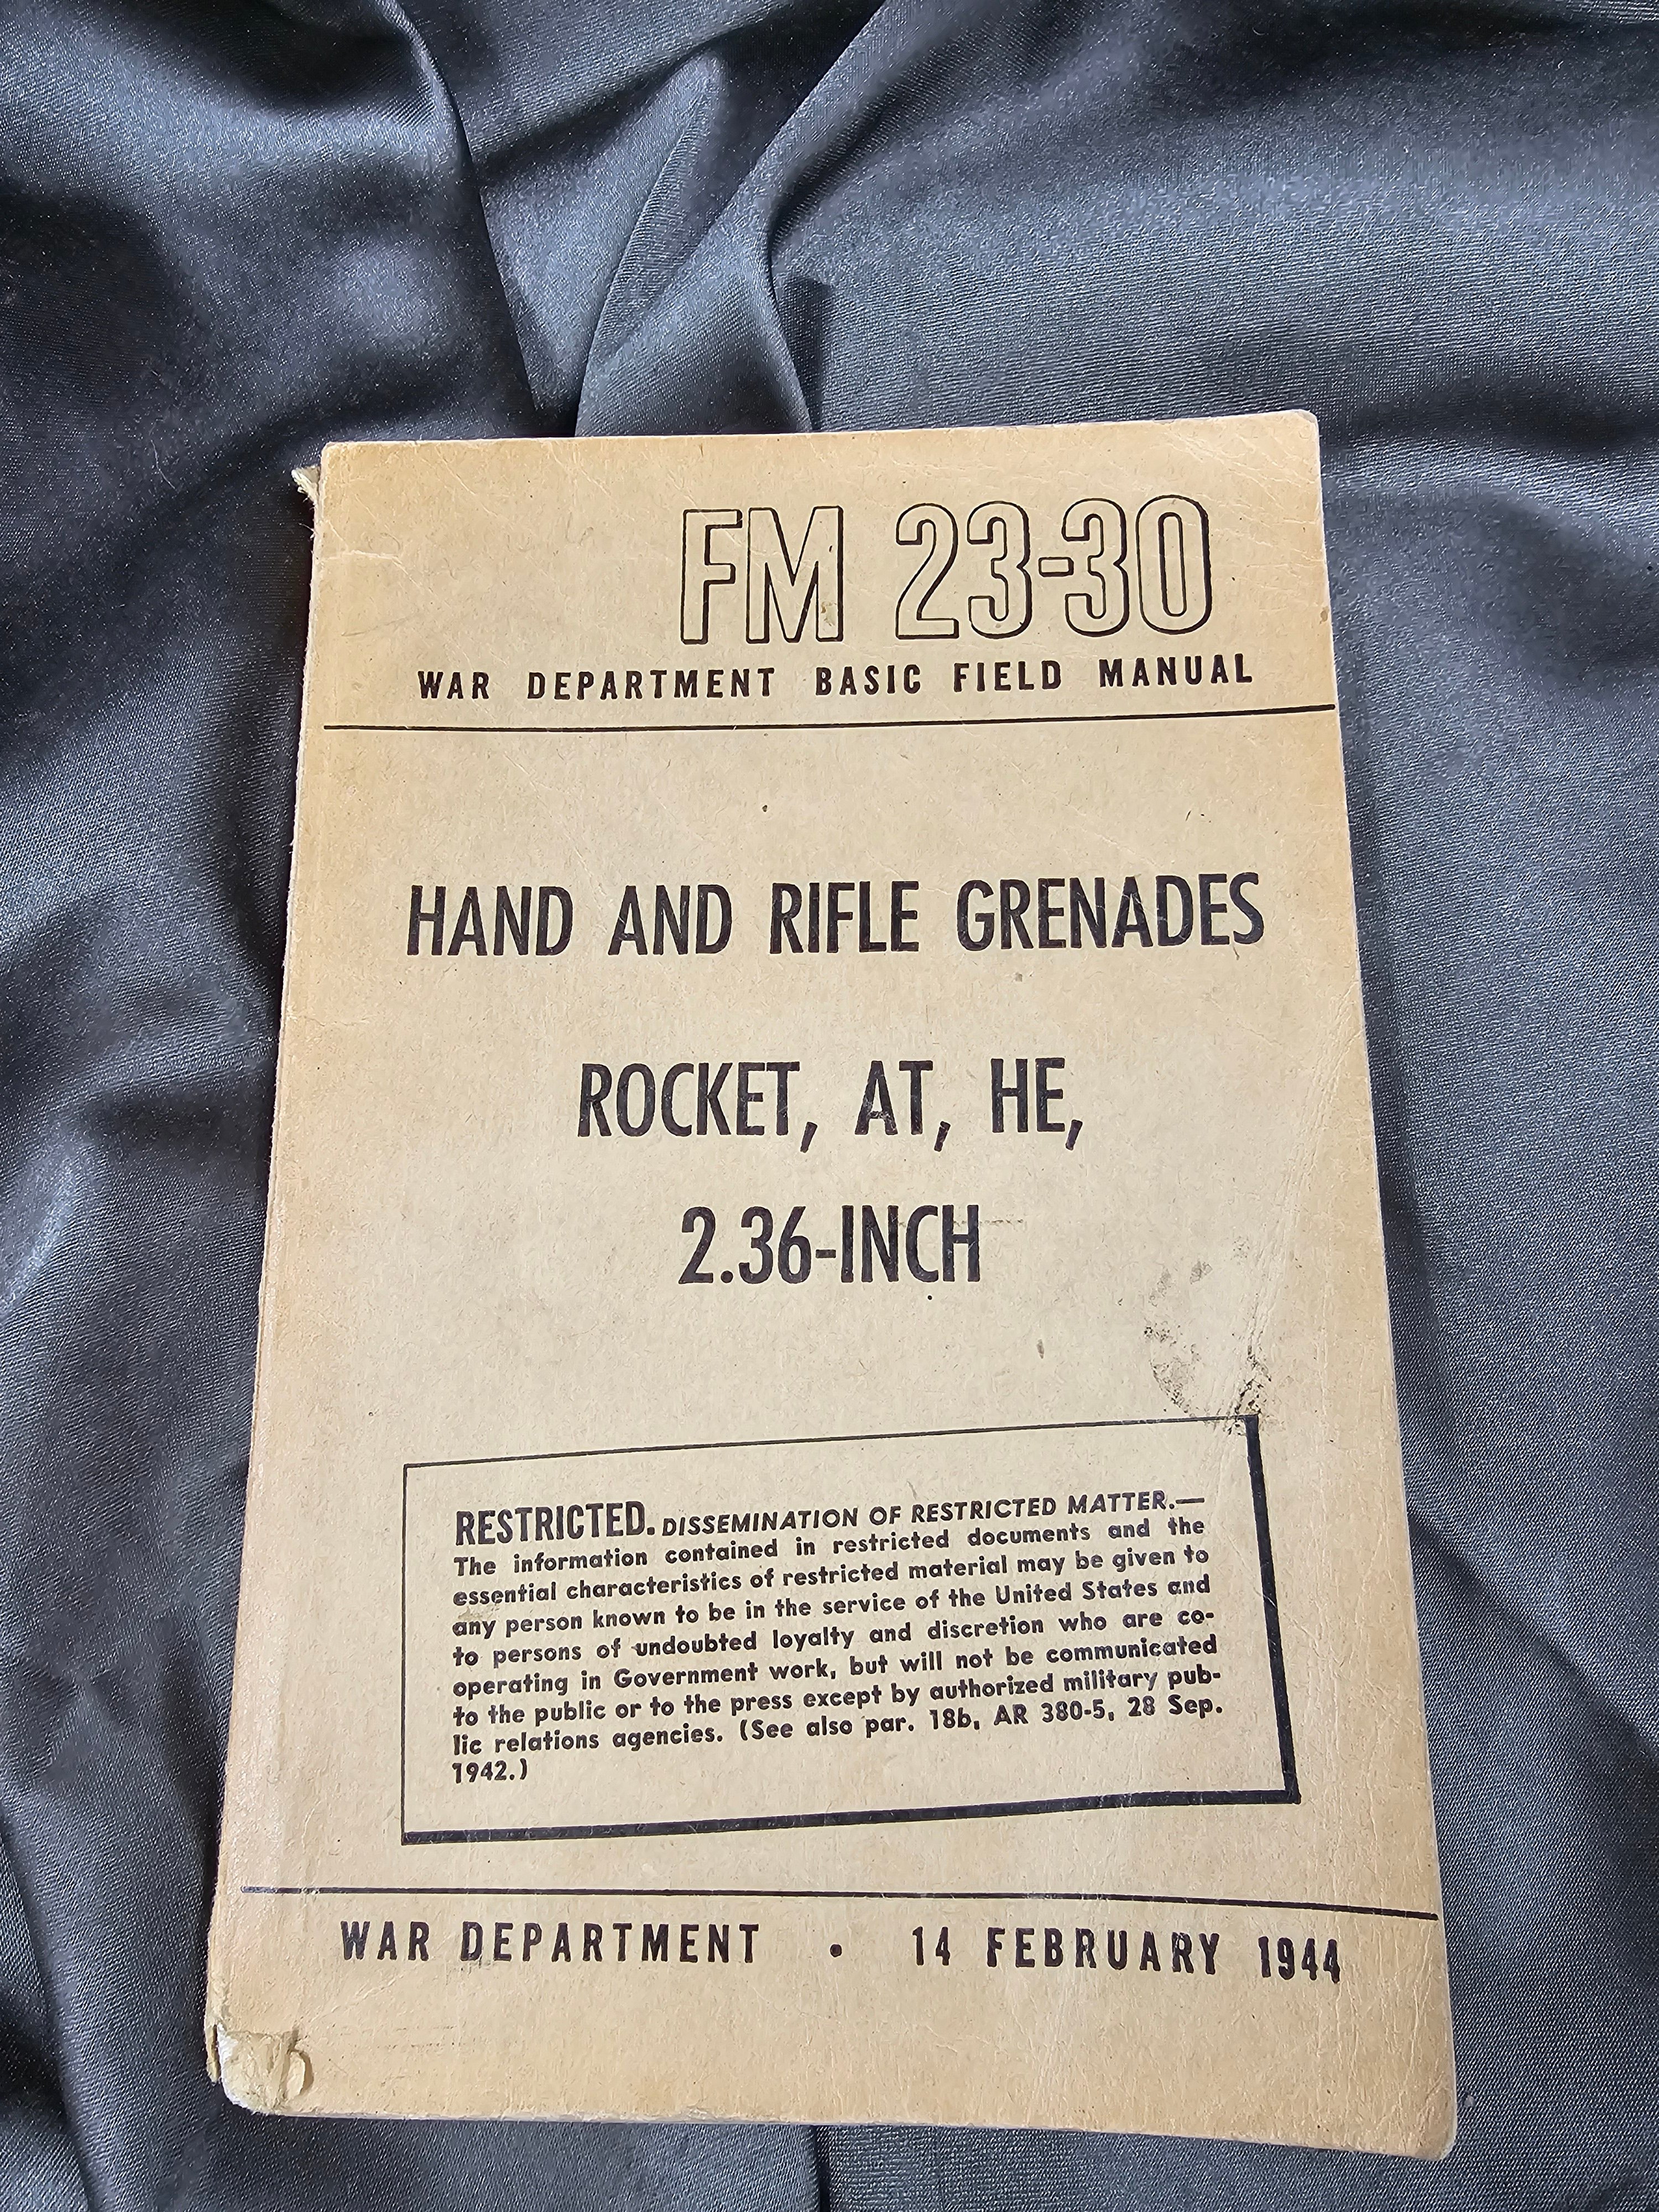 FM 23-30
WAR DEPARTMENT BASIC FIELD MANUAL
HAND AND RIFLE GRENADES
ROCKET, AT, HE,
2.36-INCH
RESTRICTED. DISSEMINATION OF RESTRICTED MATTER.—
The information contained in restricted documents and the
essential characteristics of restricted material may be given to
any person known to be in the service of the United States and
to persons of undoubted loyalty and discretion who are co-
operating in Government work, but will not be communicated
to the public or to the press except by authorized military pub-
lic relations agencies. (See also par. 18b, AR 380-5, 28 Sep.
1942.)
WAR DEPARTMENT • 14 FEBRUARY 1944